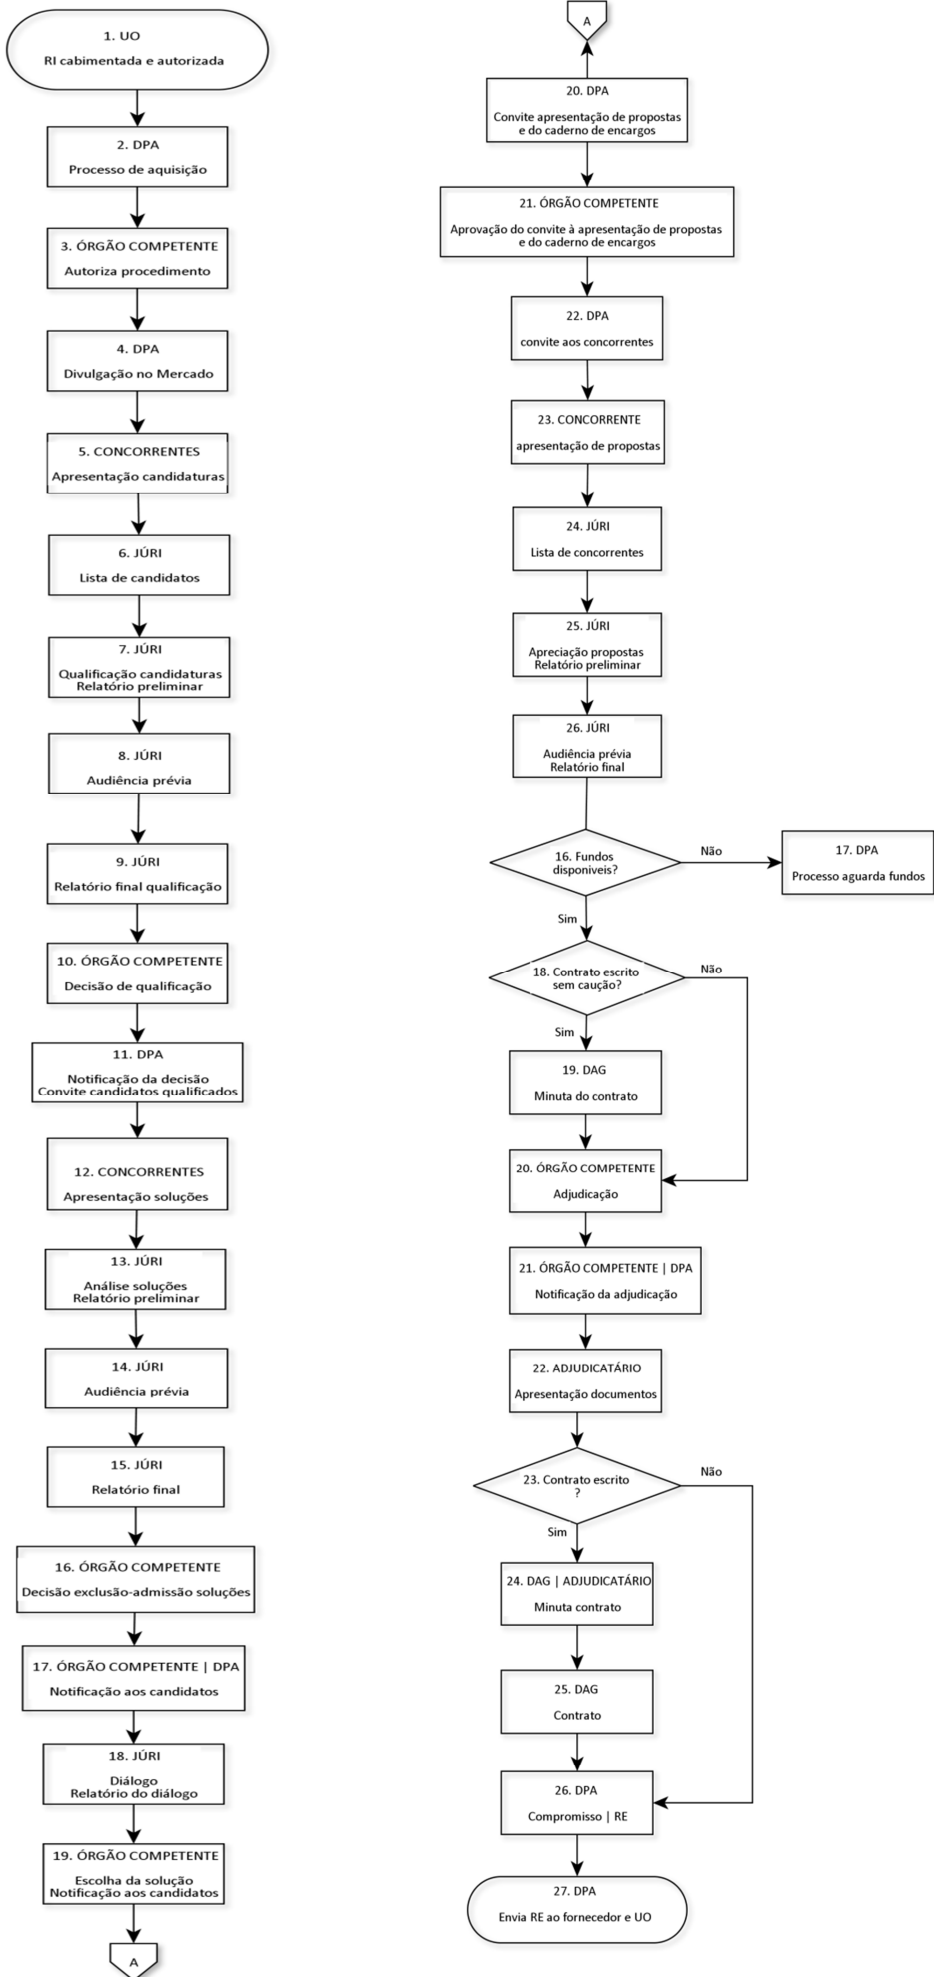 1. UO
RI cabimentada e autorizada
2. DPA
Processo de aquisição
3. ÓRGÃO COMPETENTE
Autoriza procedimento
4. DPA
Divulgação no Mercado
5. CONCORRENTES
Apresentação candidaturas
6. JÚRI
Lista de candidatos
7. JÚRI
Qualificação candidaturas
Relatório preliminar
8. JÚRI
Audiência prévia
9. JÚRI
Relatório final qualificação
10. ÓRGÃO COMPETENTE
Decisão de qualificação
11. DPA
Notificação da decisão
Convite candidatos qualificados
12. CONCORRENTES
Apresentação soluções
13. JÚRI
Análise soluções
Relatório preliminar
14. JÚRI
Audiência prévia
15. JÚRI
Relatório final
16. ÓRGÃO COMPETENTE
Decisão exclusão-admissão soluções
17. ÓRGÃO COMPETENTE | DPA
Notificação aos candidatos
18. JÚRI
Diálogo
Relatório do diálogo
19. ÓRGÃO COMPETENTE
Escolha da solução
Notificação aos candidatos
A
A
20. DPA
Convite apresentação de propostas
e do caderno de encargos
21. ÓRGÃO COMPETENTE
Aprovação do convite à apresentação de propostas
e do caderno de encargos
22. DPA
convite aos concorrentes
23. CONCORRENTE
apresentação de propostas
24. JÚRI
Lista de concorrentes
25. JÚRI
Apreciação propostas
Relatório preliminar
26. JÚRI
Audiência prévia
Relatório final
16. Fundos
disponiveis?
Não
17. DPA
Processo aguarda fundos
Sim
18. Contrato escrito
sem caução?
Não
Sim
19. DAG
Minuta do contrato
20. ÓRGÃO COMPETENTE
Adjudicação
21. ÓRGÃO COMPETENTE | DPA
Notificação da adjudicação
22. ADJUDICATÁRIO
Apresentação documentos
23. Contrato escrito
?
Não
Sim
24. DAG | ADJUDICATÁRIO
Minuta contrato
25. DAG
Contrato
26. DPA
Compromisso | RE
27. DPA
Envia RE ao fornecedor e UO